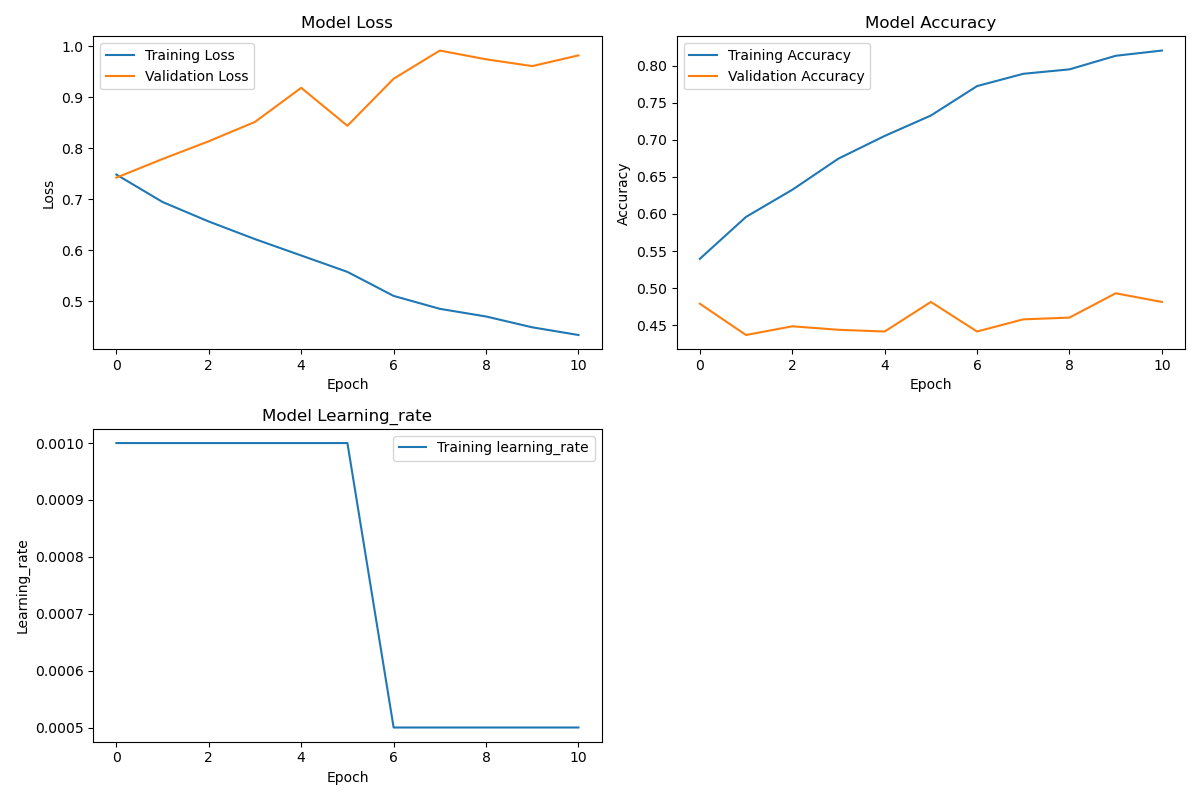 Model Loss
Training Loss
Validation Loss
1.0
0.9
0.8
0.7
0.6
0.5
Loss
0 2 4 6 8 10
Epoch
Model Accuracy
Training Accuracy
Validation Accuracy
0.80
0.75
0.70
0.65
0.60
0.55
0.50
0.45
Accuracy
0 2 4 6 8 10
Epoch
Model Learning_rate
Training learning_rate
0.0010
0.0009
0.0008
0.0007
0.0006
0.0005
Learning_rate
0 2 4 6 8 10
Epoch